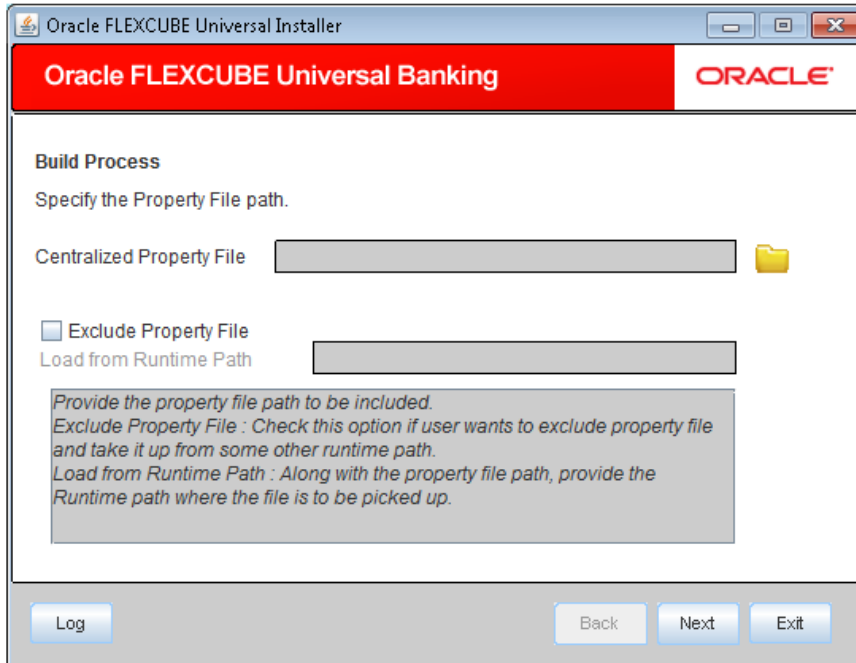 Oracle FLEXCUBE Universal Installer
Oracle FLEXCUBE Universal Banking
ORACLE®
Build Process
Specify the Property File path.
Centralized Property File
Exclude Property File
Load from Runtime Path
Provide the property file path to be included.
Exclude Property File : Check this option if user wants to exclude property file
and take it up from some other runtime path.
Load from Runtime Path : Along with the property file path, provide the
Runtime path where the file is to be picked up.
Log
Back
Next
Exit